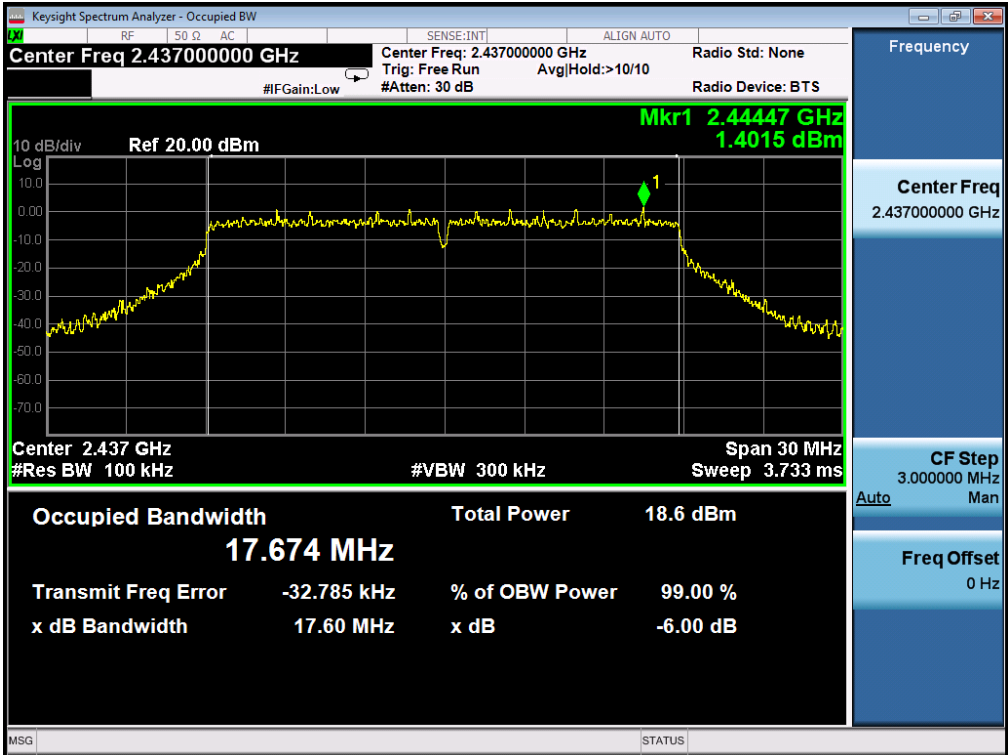 Keysight Spectrum Analyzer - Occupied BW
LXI RF 50 Ω AC SENSE:INT ALIGN AUTO
Center Freq 2.437000000 GHz
Center Freq: 2.437000000 GHz Radio Std: None
Trig: Free Run Avg|Hold:>10/10
#IFGain:Low #Atten: 30 dB Radio Device: BTS
Mkr1 2.44447 GHz
1.4015 dBm
10 dB/div Ref 20.00 dBm
Log
10.0
0.00
-10.0
-20.0
-30.0
-40.0
-50.0
-60.0
-70.0
1
Center 2.437 GHz Span 30 MHz
#Res BW 100 kHz #VBW 300 kHz Sweep 3.733 ms
Occupied Bandwidth Total Power 18.6 dBm
17.674 MHz
Transmit Freq Error -32.785 kHz % of OBW Power 99.00 %
x dB Bandwidth 17.60 MHz x dB -6.00 dB
Frequency
Center Freq
2.437000000 GHz
CF Step
3.000000 MHz
Auto Man
Freq Offset
0 Hz
MSG STATUS